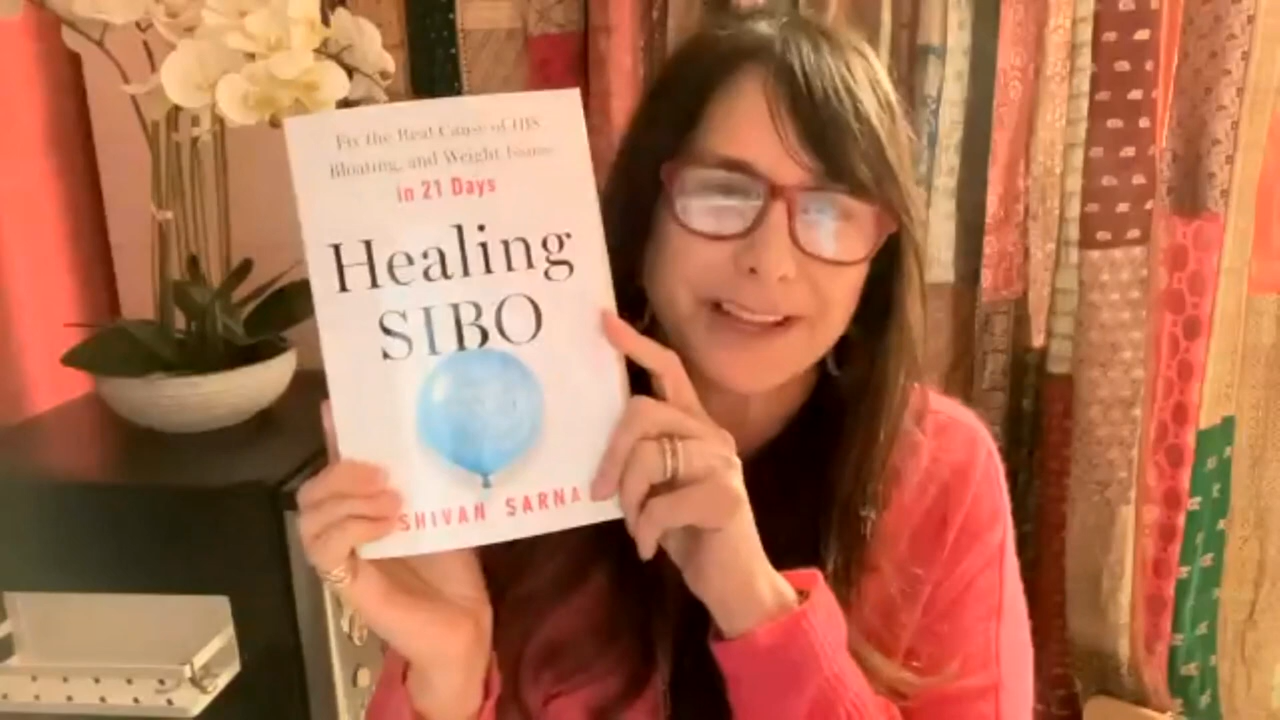 Fix the Real Cause of IBS
Bloating, and Weight Issues
in 21 Days
Healing
SIBO
SHIVAN SARNA